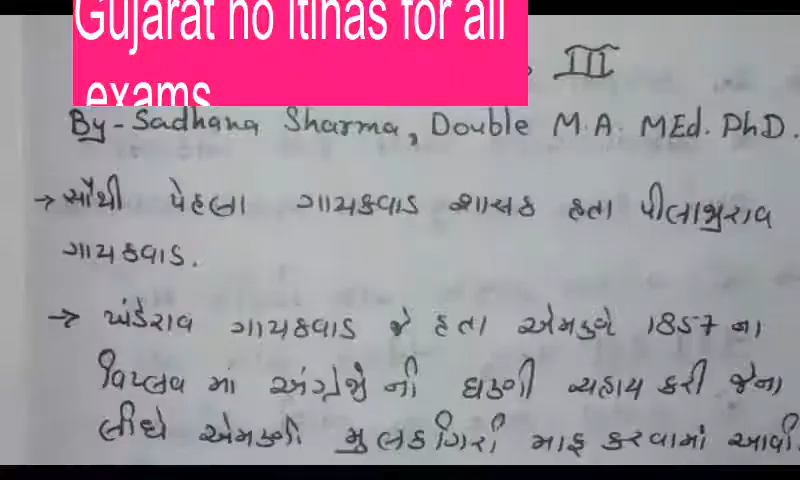 Gujarat no Itihas for all
exams
III
By - Sadhana Sharma, Double M.A. MEd. PhD.
→ સૌથી પેહલા ગાયકવાડ શાસક હતા પીલાજીરાવ
ગાયકવાડ.
→ ખંડેરાવ ગાયકવાડ જે હતા એમણે 1857 ના
વિપ્લવ માં અંગ્રેજો ની ઘણી સહાય કરી જેના
લીધે એમણી મુલકગિરી માફ કરવામાં આવી.